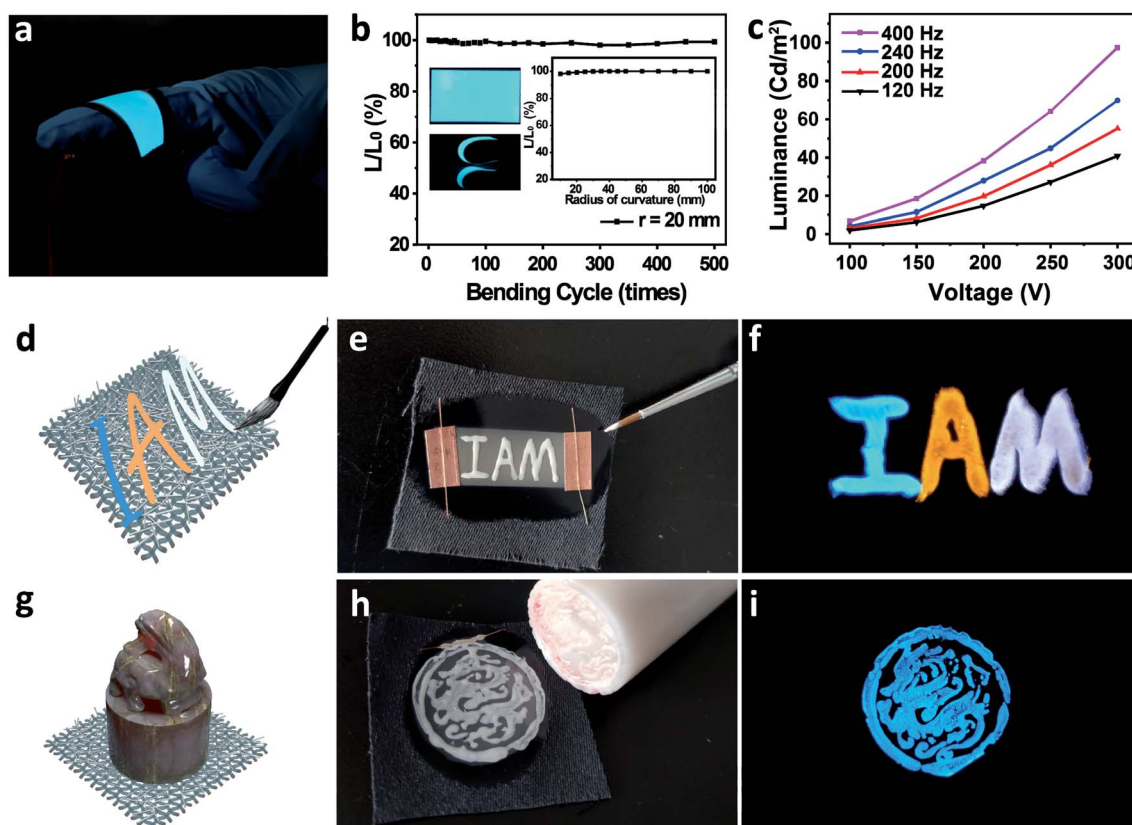 a
b
L/L₀ (%)
100
80
60
40
20
0
100
200
300
400
500
Bending Cycle (times)
r = 20 mm
L/L₀ (%)
100
80
60
40
20
20
40
60
80
100
Radius of curvature (mm)
c
Luminance (Cd/m²)
100
80
60
40
20
0
400 Hz
240 Hz
200 Hz
120 Hz
100
150
200
250
300
Voltage (V)
d
IAM
e
IAM
f
IAM
g
h
i